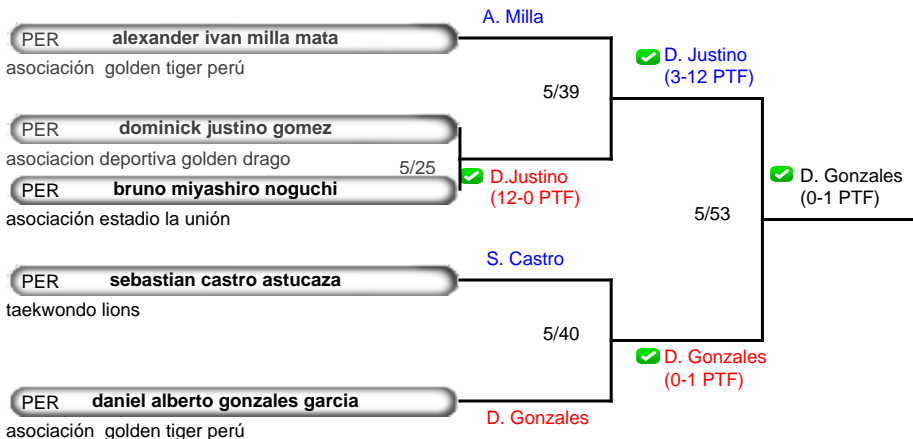 A. Milla
PER alexander ivan milla mata
asociación golden tiger perú
D. Justino
(3-12 PTF)
5/39
PER dominick justino gomez
asociacion deportiva golden drago
5/25
D.Justino
(12-0 PTF)
PER bruno miyashiro noguchi
asociación estadio la unión
D. Gonzales
(0-1 PTF)
5/53
S. Castro
PER sebastian castro astucaza
taekwondo lions
5/40
D. Gonzales
(0-1 PTF)
PER daniel alberto gonzales garcia
D. Gonzales
asociación golden tiger perú